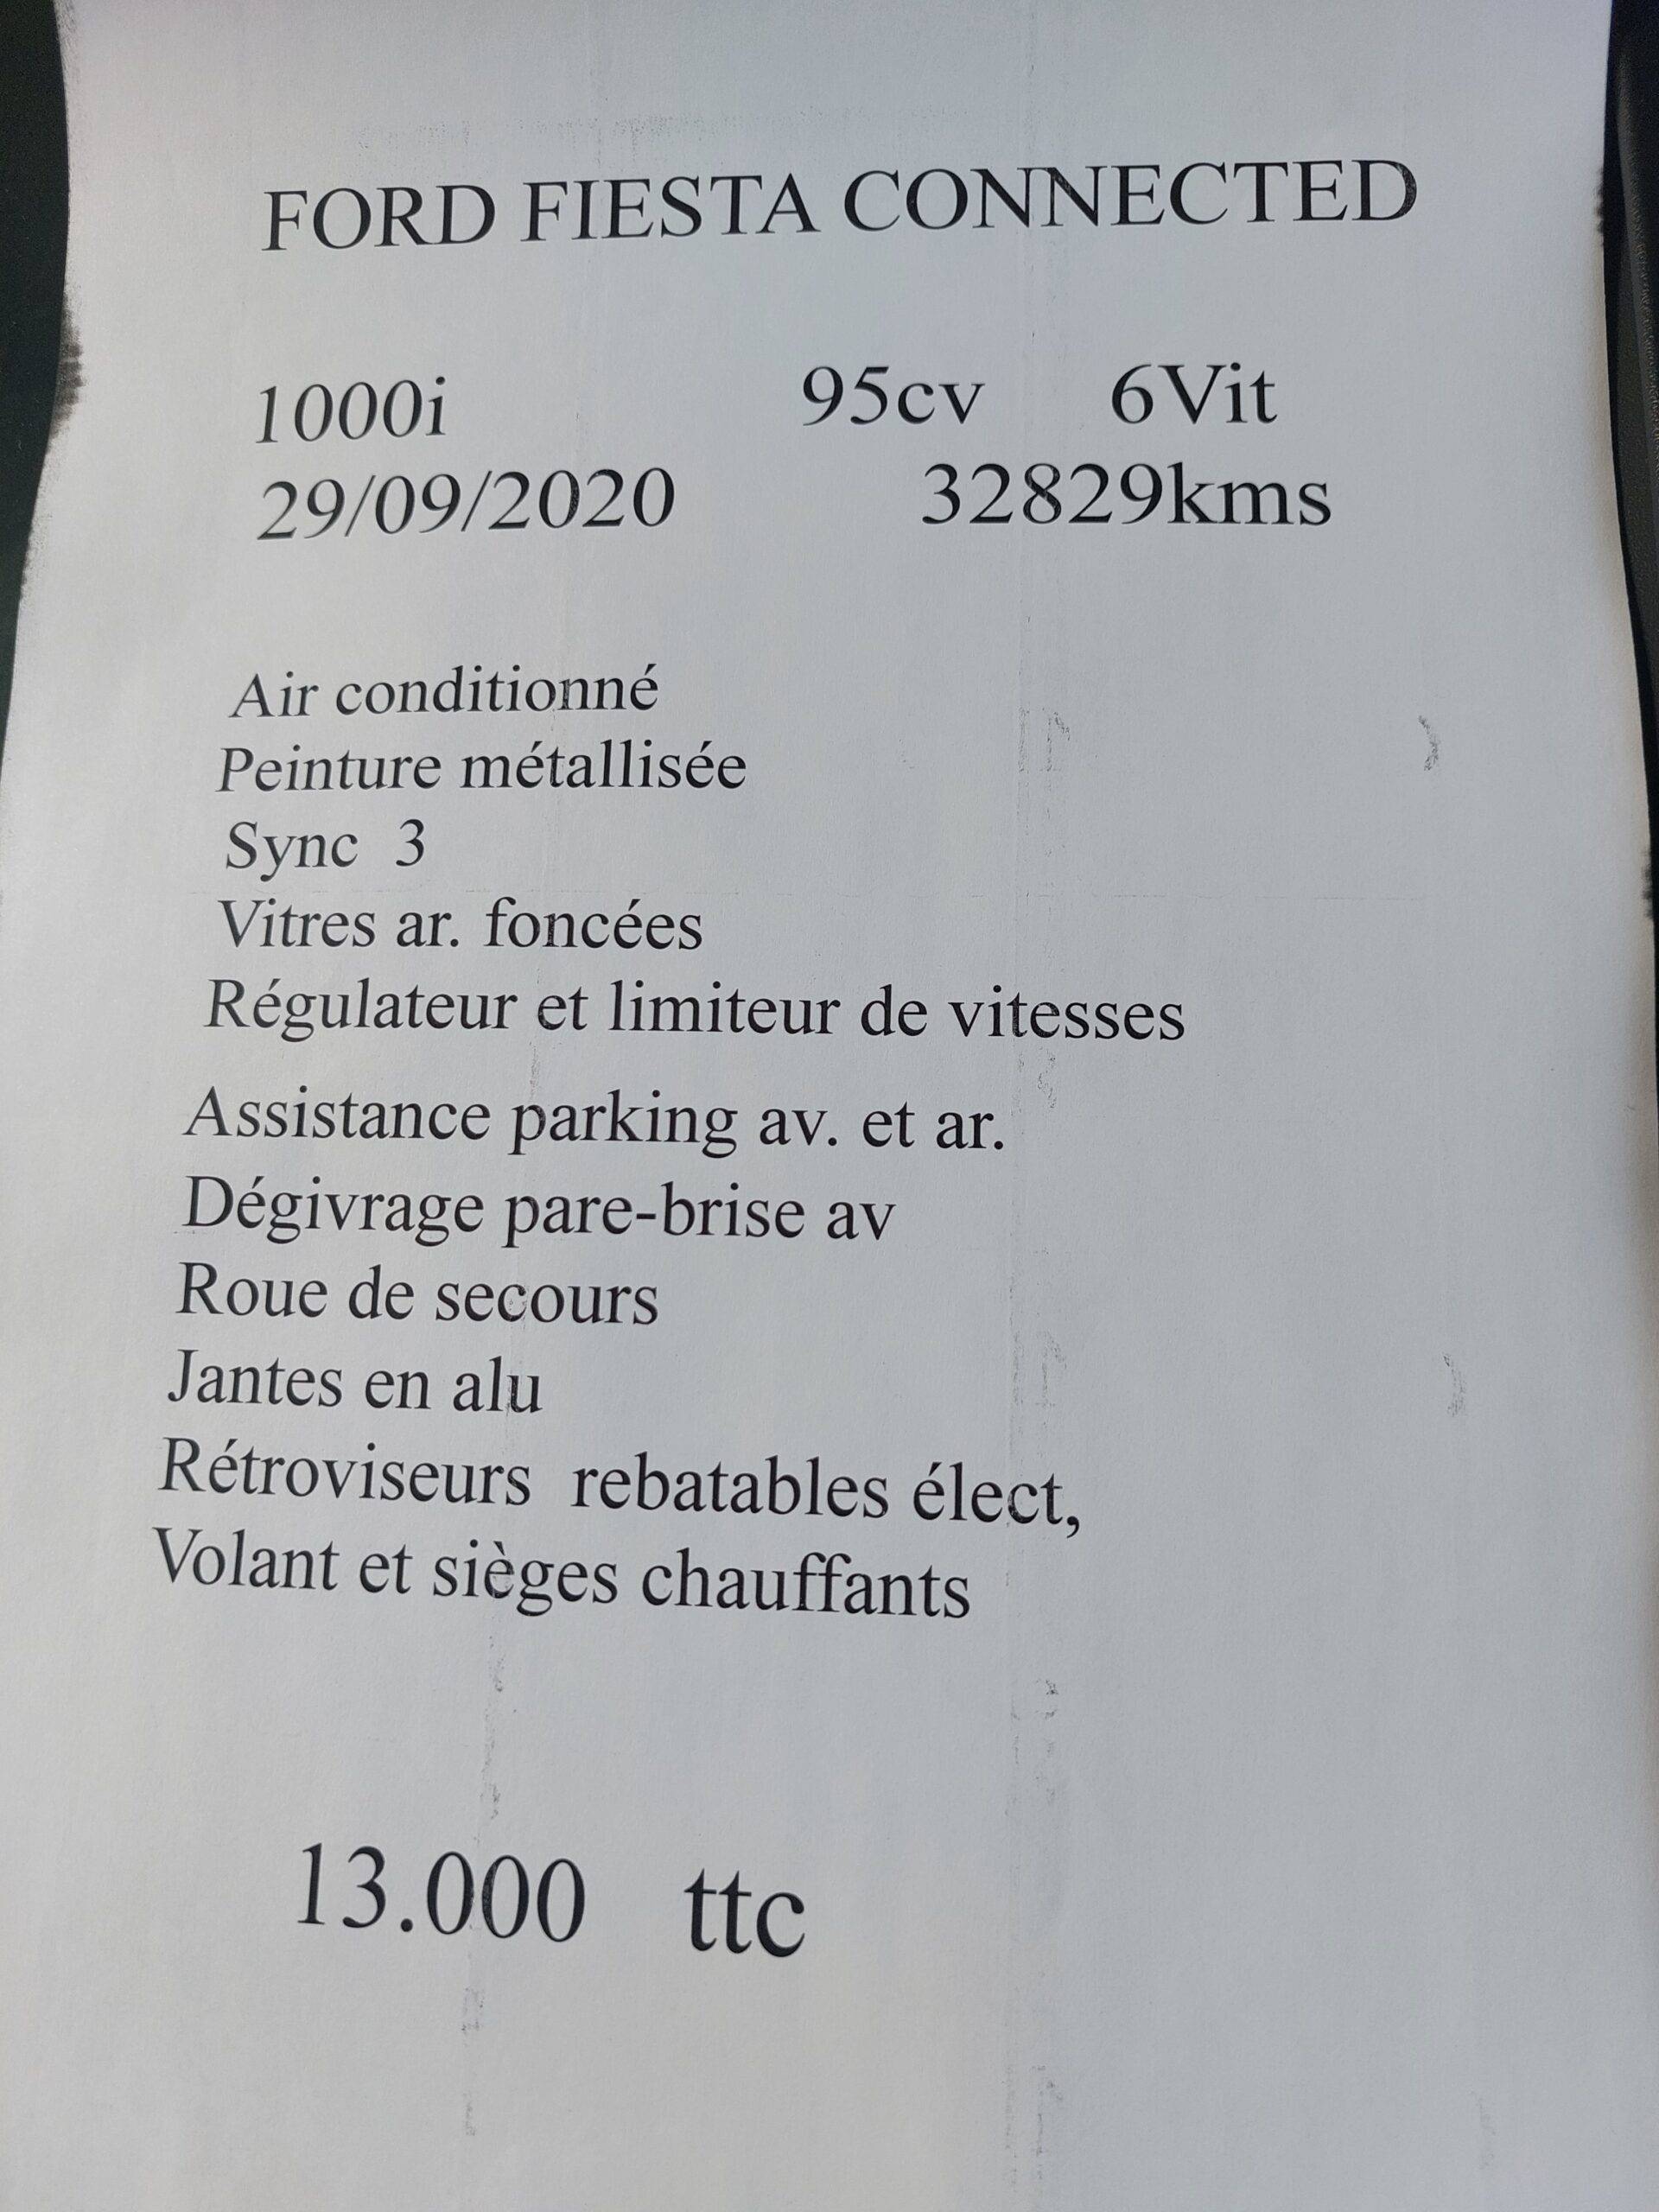 FORD FIESTA CONNECTED
1000i 95cv 6Vit
29/09/2020 32829kms
Air conditionné
Peinture métallisée
Sync 3
Vitres ar. foncées
Régulateur et limiteur de vitesses
Assistance parking av. et ar.
Dégivrage pare-brise av
Roue de secours
Jantes en alu
Rétroviseurs rebatables élect,
Volant et sièges chauffants
13.000 ttc